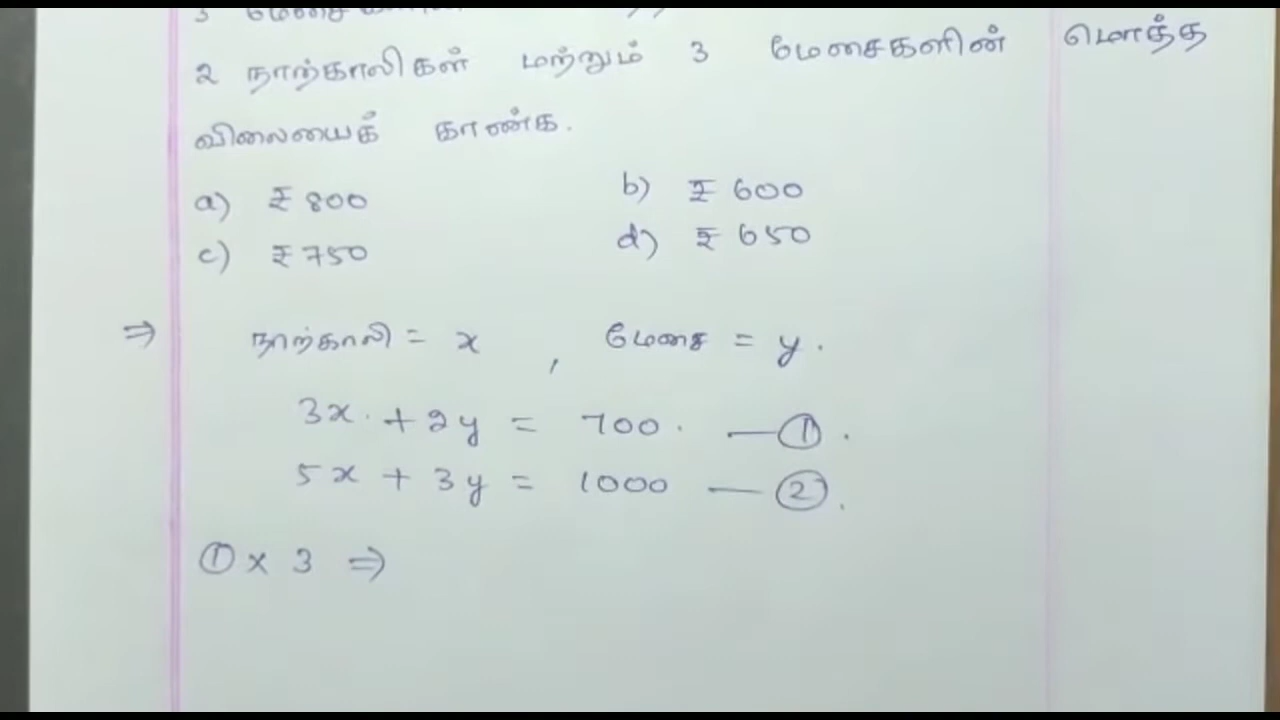 2 நாற்காலிகள் மற்றும் 3 மேசைகளின் மொத்த
விலையைக் காண்க.
a) ₹ 800 b) ₹ 600
c) ₹ 750 d) ₹ 650
⇒ நாற்காலி = x , மேசை = y.
3x + 2y = 700. — ①.
5x + 3y = 1000 — ②.
① x 3 ⇒